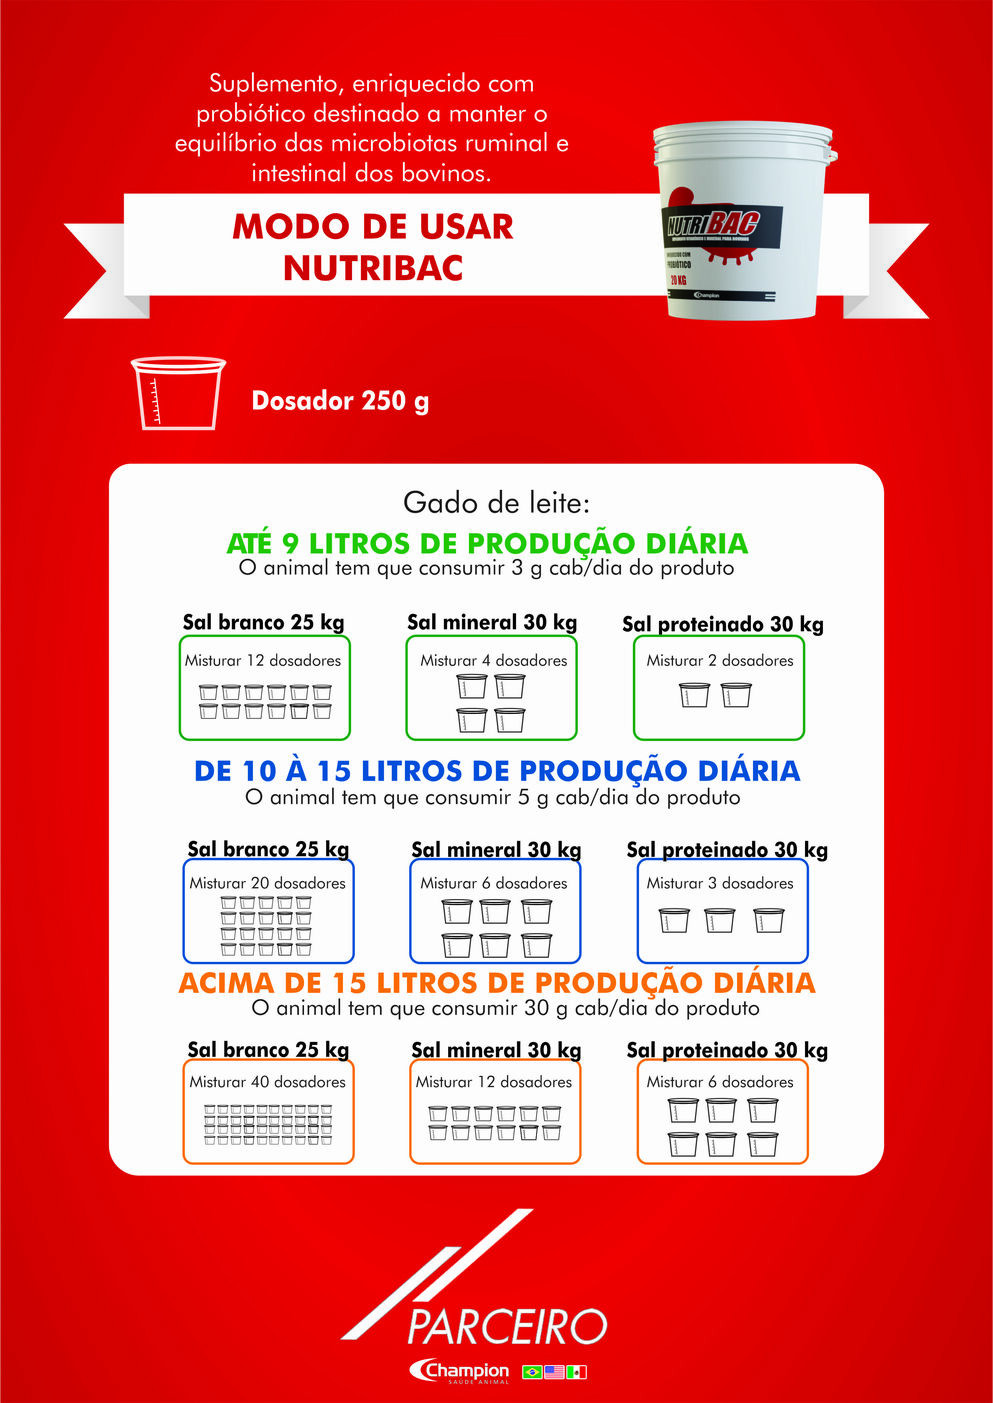 Suplemento, enriquecido com
probiótico destinado a manter o
equilíbrio das microbiotas ruminal e
intestinal dos bovinos.
MODO DE USAR
NUTRIBAC
NUTRIBAC
PROBIÓTICO
20 KG
Champion
Dosador 250 g
Gado de leite:
ATÉ 9 LITROS DE PRODUÇÃO DIÁRIA
O animal tem que consumir 3 g cab/dia do produto
Sal branco 25 kg
Misturar 12 dosadores
Sal mineral 30 kg
Misturar 4 dosadores
Sal proteinado 30 kg
Misturar 2 dosadores
DE 10 À 15 LITROS DE PRODUÇÃO DIÁRIA
O animal tem que consumir 5 g cab/dia do produto
Sal branco 25 kg
Misturar 20 dosadores
Sal mineral 30 kg
Misturar 6 dosadores
Sal proteinado 30 kg
Misturar 3 dosadores
ACIMA DE 15 LITROS DE PRODUÇÃO DIÁRIA
O animal tem que consumir 30 g cab/dia do produto
Sal branco 25 kg
Misturar 40 dosadores
Sal mineral 30 kg
Misturar 12 dosadores
Sal proteinado 30 kg
Misturar 6 dosadores
PARCEIRO
Champion
SAÚDE ANIMAL